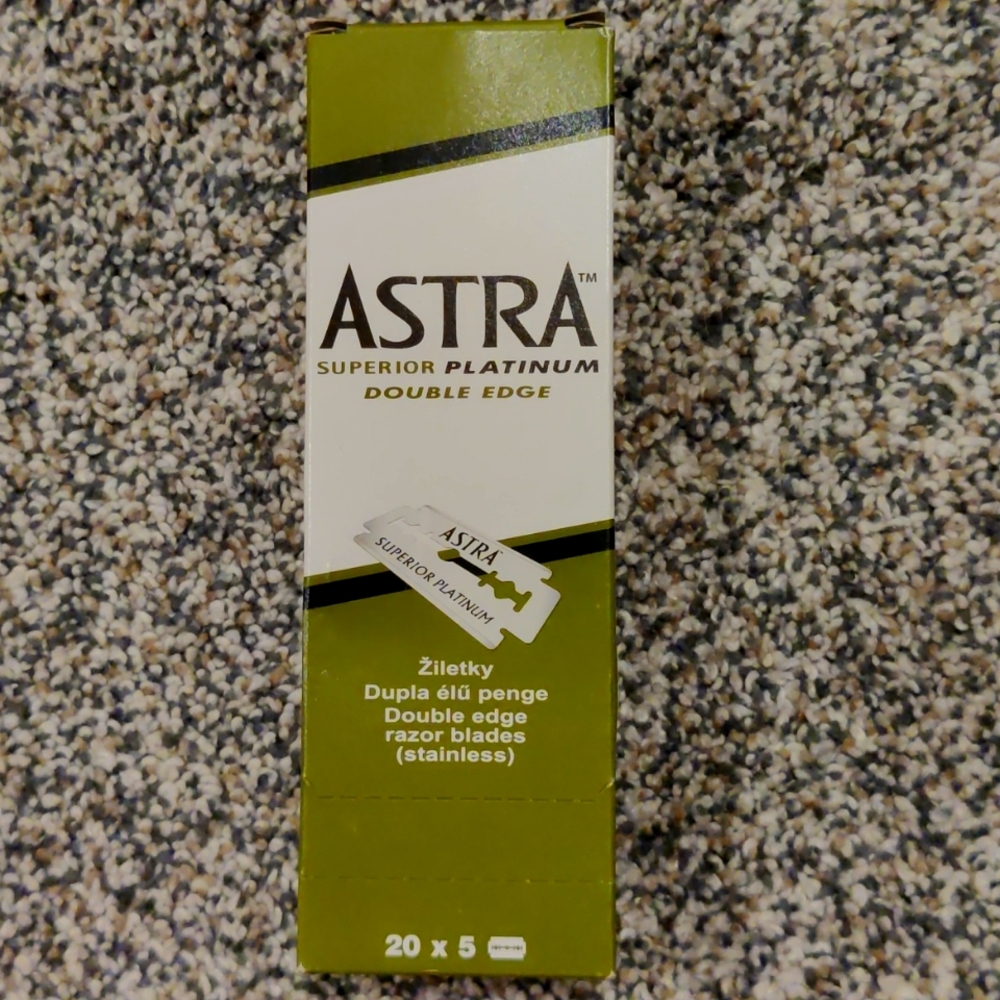 ASTRA™
SUPERIOR PLATINUM
DOUBLE EDGE
ASTRA
SUPERIOR PLATINUM
Žiletky
Dupla élű penge
Double edge
razor blades
(stainless)
20 x 5